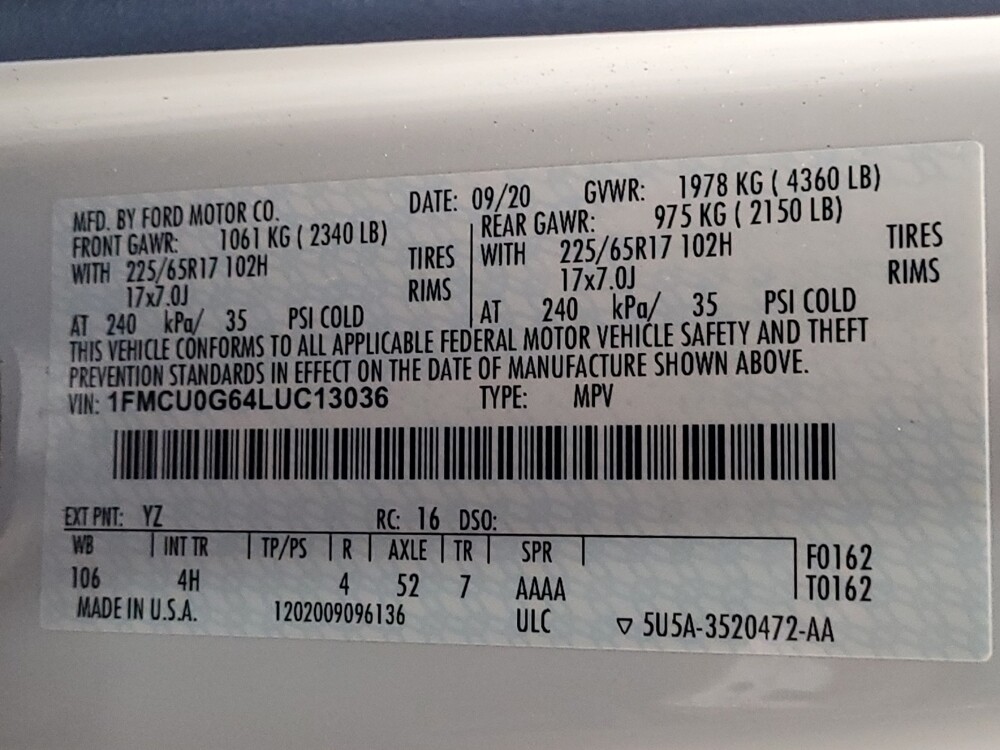 MFD. BY FORD MOTOR CO. DATE: 09/20 GVWR: 1978 KG ( 4360 LB)
FRONT GAWR: 1061 KG ( 2340 LB) REAR GAWR: 975 KG ( 2150 LB)
WITH 225/65R17 102H TIRES WITH 225/65R17 102H TIRES
17x7.0J RIMS 17x7.0J RIMS
AT 240 kPa/ 35 PSI COLD AT 240 kPa/ 35 PSI COLD
THIS VEHICLE CONFORMS TO ALL APPLICABLE FEDERAL MOTOR VEHICLE SAFETY AND THEFT
PREVENTION STANDARDS IN EFFECT ON THE DATE OF MANUFACTURE SHOWN ABOVE.
VIN: 1FMCU0G64LUC13036 TYPE: MPV
EXT PNT: YZ RC: 16 DSO:
WB INT TR TP/PS R AXLE TR SPR F0162
106 4H 4 52 7 AAAA T0162
MADE IN U.S.A. 1202009096136 ULC ▽ 5U5A-3520472-AA